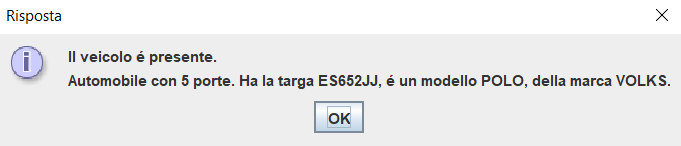 Risposta
Il veicolo é presente.
Automobile con 5 porte. Ha la targa ES652JJ, é un modello POLO, della marca VOLKS.
OK